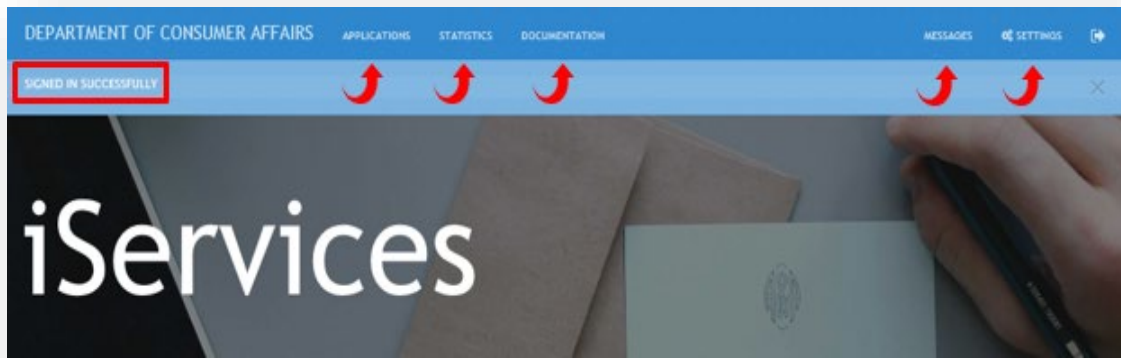 DEPARTMENT OF CONSUMER AFFAIRS APPLICATIONS STATISTICS DOCUMENTATION MESSAGES SETTINGS
SIGNED IN SUCCESSFULLY
iServices